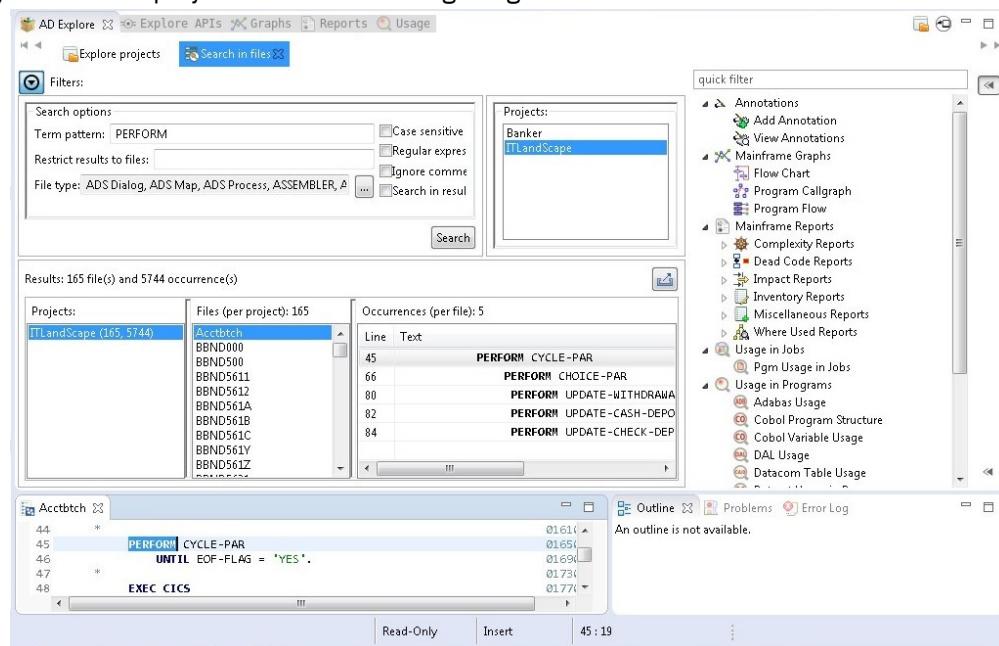 AD Explore Explore APIs Graphs Reports Usage
Explore projects Search in files
Filters:
quick filter
Search options
Term pattern: PERFORM
Restrict results to files:
File type: ADS Dialog, ADS Map, ADS Process, ASSEMBLER, A ...
Case sensitive
Regular expres
Ignore comme
Search in resul
Search
Projects:
Banker
ITLandScape
Results: 165 file(s) and 5744 occurrence(s)
Projects:
ITLandScape (165, 5744)
Files (per project): 165
Acctbtch
BBND000
BBND500
BBND5611
BBND5612
BBND561A
BBND561B
BBND561C
BBND561Y
BBND561Z
Occurrences (per file): 5
Line Text
45 PERFORM CYCLE-PAR
66 PERFORM CHOICE-PAR
80 PERFORM UPDATE-WITHDRAWA
82 PERFORM UPDATE-CASH-DEPO
84 PERFORM UPDATE-CHECK-DEP
Annotations
Add Annotation
View Annotations
Mainframe Graphs
Flow Chart
Program Callgraph
Program Flow
Mainframe Reports
Complexity Reports
Dead Code Reports
Impact Reports
Inventory Reports
Miscellaneous Reports
Where Used Reports
Usage in Jobs
Pgm Usage in Jobs
Usage in Programs
Adabas Usage
Cobol Program Structure
Cobol Variable Usage
DAL Usage
Datacom Table Usage
Acctbtch
44 * 0161
45 PERFORM CYCLE-PAR 0165
46 UNTIL EOF-FLAG = 'YES'. 0169
47 * 0173
48 EXEC CICS 0177
Outline Problems Error Log
An outline is not available.
Read-Only Insert 45 : 19